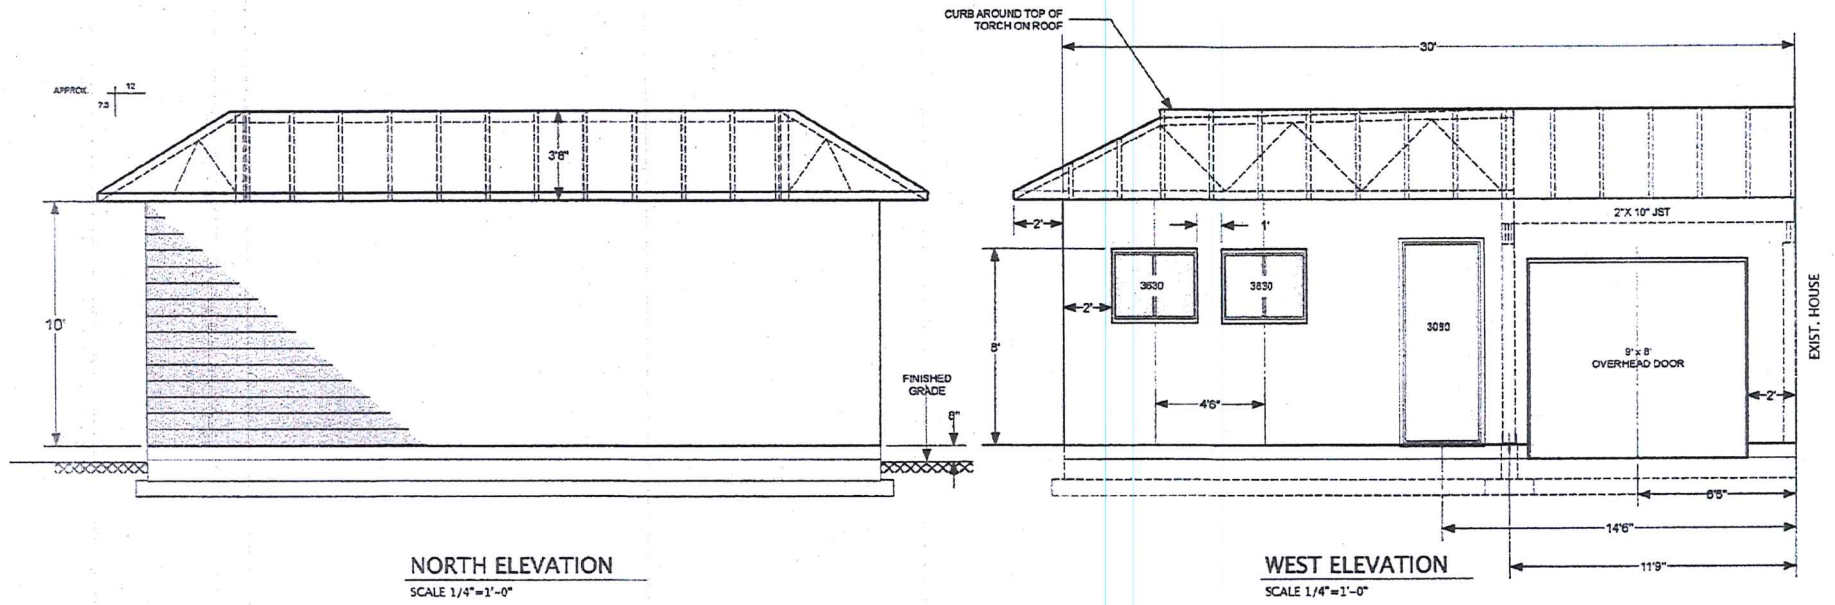 CURB AROUND TOP OF
TORCH ON ROOF
30'
APPROX.
12
7.5
3'8"
2'
1'
2"X 10" JST
3630
3630
2'
3080
9' x 8'
OVERHEAD DOOR
EXIST. HOUSE
10'
8'
FINISHED
GRADE
8"
4'6"
2'
6'6"
14'6"
11'9"
NORTH ELEVATION
SCALE 1/4"=1'-0"
WEST ELEVATION
SCALE 1/4"=1'-0"